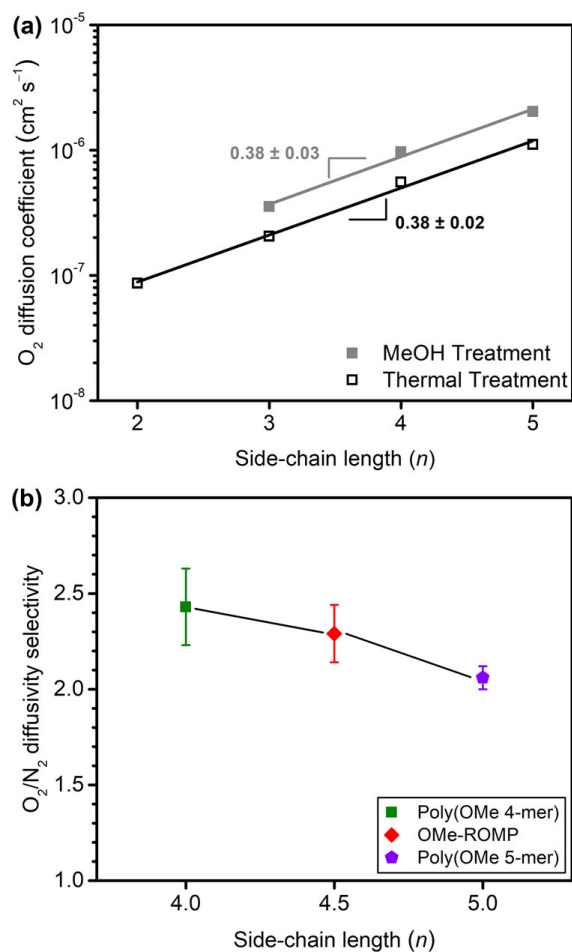 (a)
10⁻⁵
10⁻⁶
10⁻⁷
10⁻⁸
O₂ diffusion coefficient (cm² s⁻¹)
0.38 ± 0.03
0.38 ± 0.02
MeOH Treatment
Thermal Treatment
2 3 4 5
Side-chain length (n)
(b)
3.0
2.5
2.0
1.5
1.0
O₂/N₂ diffusivity selectivity
Poly(OMe 4-mer)
OMe-ROMP
Poly(OMe 5-mer)
4.0 4.5 5.0
Side-chain length (n)